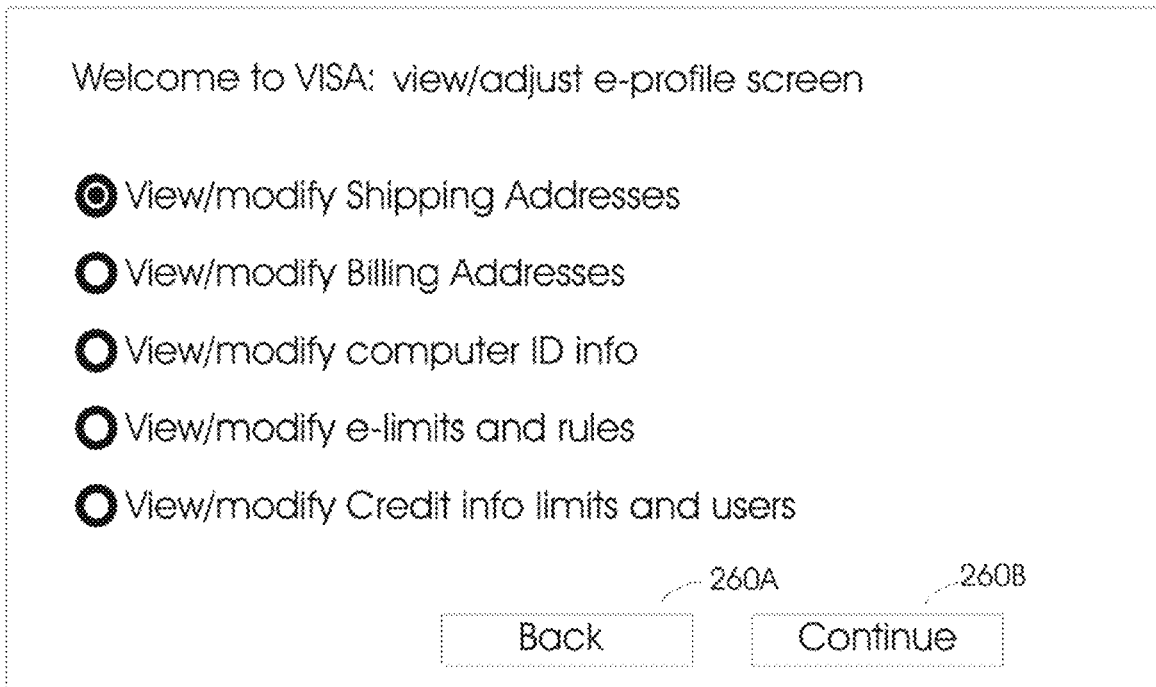 Welcome to VISA: view/adjust e-profile screen
View/modify Shipping Addresses
View/modify Billing Addresses
View/modify computer ID info
View/modify e-limits and rules
View/modify Credit info limits and users
260A 260B
Back Continue